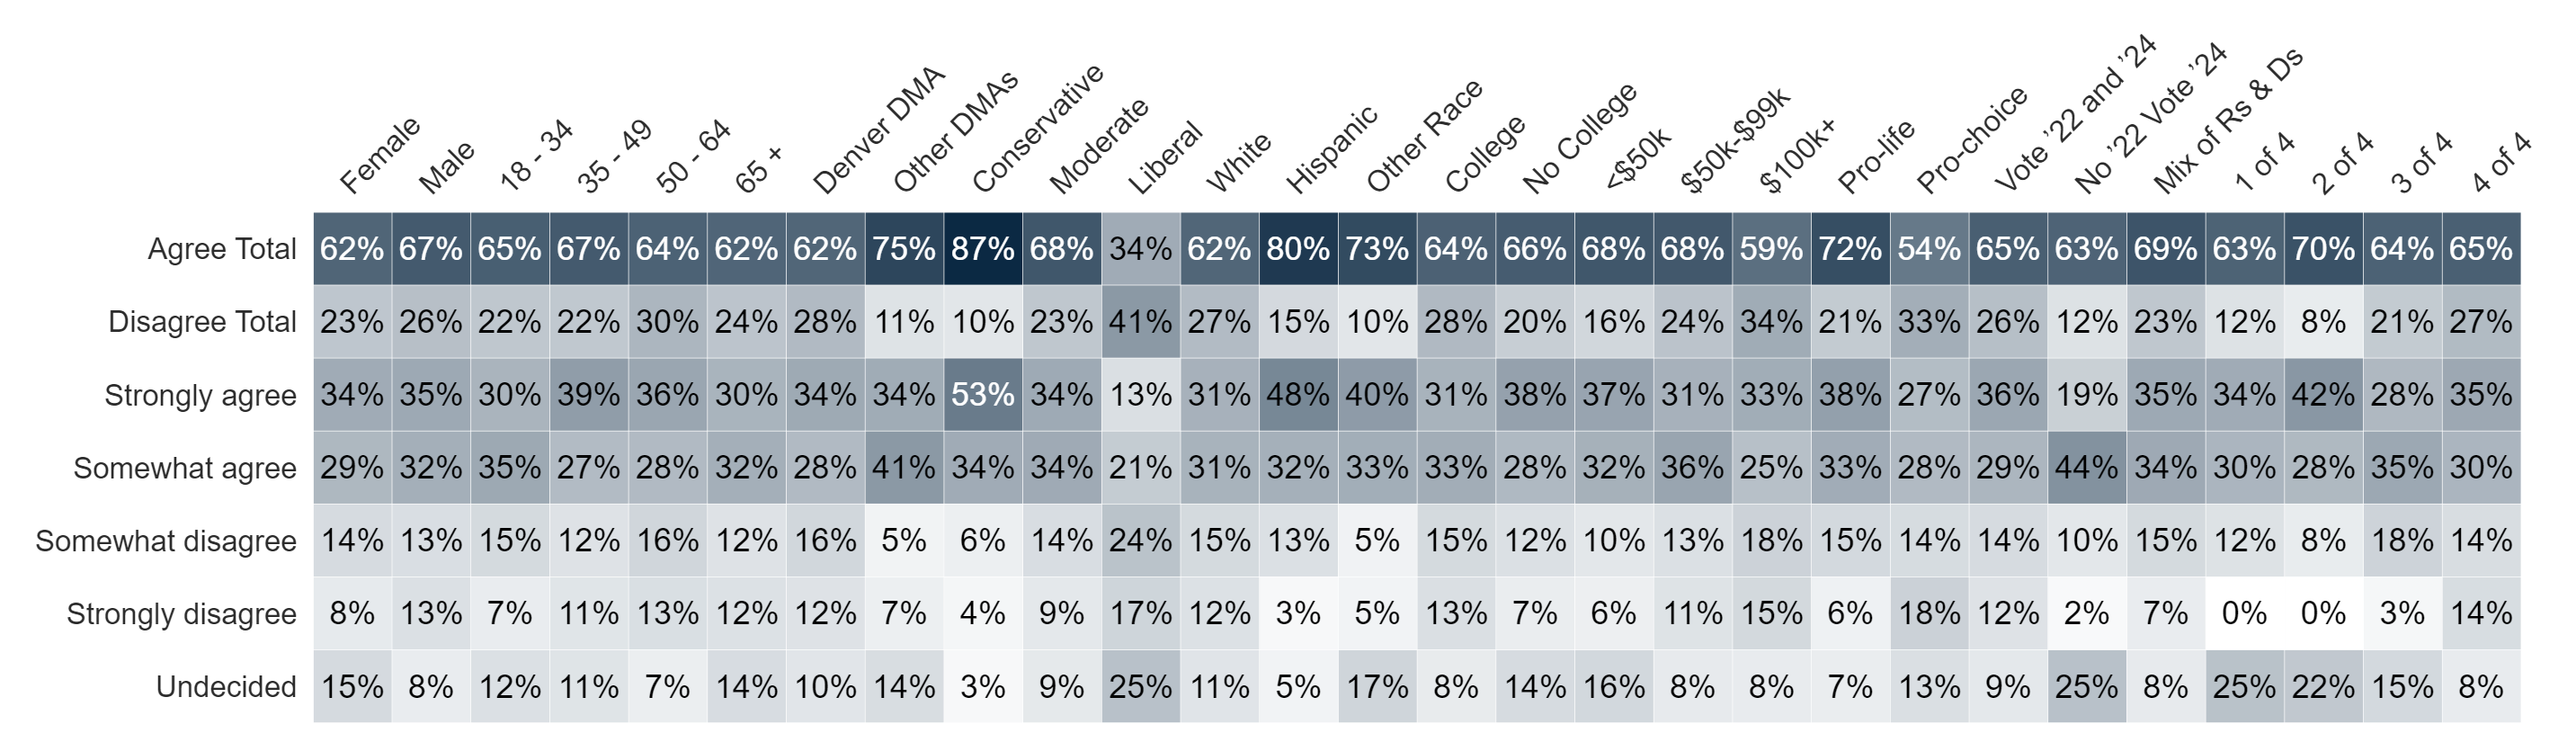 Female Male 18 - 34 35 - 49 50 - 64 65 + Denver DMA Other DMAs Conservative Moderate Liberal White Hispanic Other Race College No College <$50k $50k-$99k $100k+ Pro-life Pro-choice Vote ’22 and ’24 No ’22 Vote ’24 Mix of Rs & Ds 1 of 4 2 of 4 3 of 4 4 of 4
Agree Total 62% 67% 65% 67% 64% 62% 62% 75% 87% 68% 34% 62% 80% 73% 64% 66% 68% 68% 59% 72% 54% 65% 63% 69% 63% 70% 64% 65%
Disagree Total 23% 26% 22% 22% 30% 24% 28% 11% 10% 23% 41% 27% 15% 10% 28% 20% 16% 24% 34% 21% 33% 26% 12% 23% 12% 8% 21% 27%
Strongly agree 34% 35% 30% 39% 36% 30% 34% 34% 53% 34% 13% 31% 48% 40% 31% 38% 37% 31% 33% 38% 27% 36% 19% 35% 34% 42% 28% 35%
Somewhat agree 29% 32% 35% 27% 28% 32% 28% 41% 34% 34% 21% 31% 32% 33% 33% 28% 32% 36% 25% 33% 28% 29% 44% 34% 30% 28% 35% 30%
Somewhat disagree 14% 13% 15% 12% 16% 12% 16% 5% 6% 14% 24% 15% 13% 5% 15% 12% 10% 13% 18% 15% 14% 14% 10% 15% 12% 8% 18% 14%
Strongly disagree 8% 13% 7% 11% 13% 12% 12% 7% 4% 9% 17% 12% 3% 5% 13% 7% 6% 11% 15% 6% 18% 12% 2% 7% 0% 0% 3% 14%
Undecided 15% 8% 12% 11% 7% 14% 10% 14% 3% 9% 25% 11% 5% 17% 8% 14% 16% 8% 8% 7% 13% 9% 25% 8% 25% 22% 15% 8%